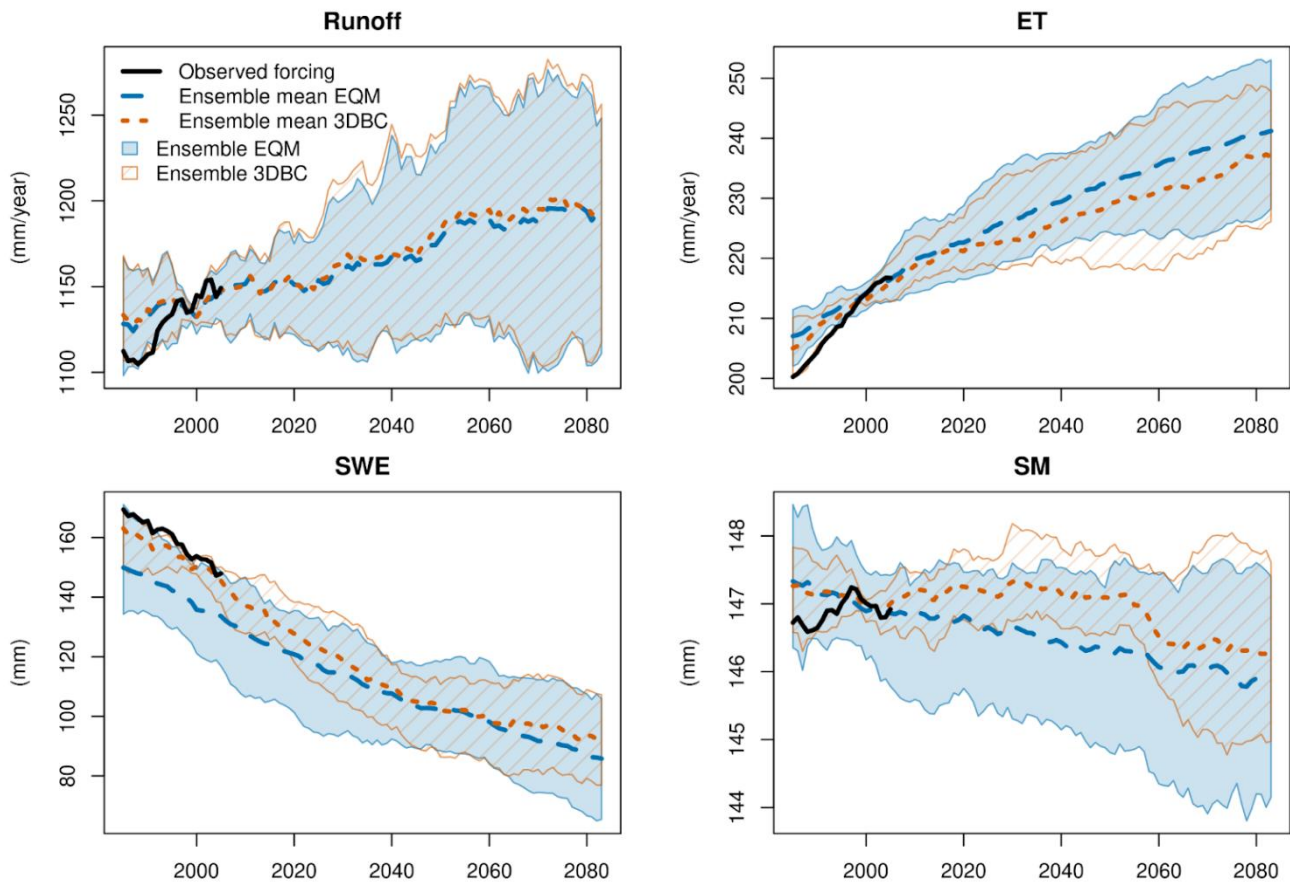 Runoff
Observed forcing
Ensemble mean EQM
Ensemble mean 3DBC
Ensemble EQM
Ensemble 3DBC
(mm/year)
1250
1200
1150
1100
2000 2020 2040 2060 2080
ET
(mm/year)
250
240
230
220
210
200
2000 2020 2040 2060 2080
SWE
(mm)
160
140
120
100
80
2000 2020 2040 2060 2080
SM
(mm)
148
147
146
145
144
2000 2020 2040 2060 2080